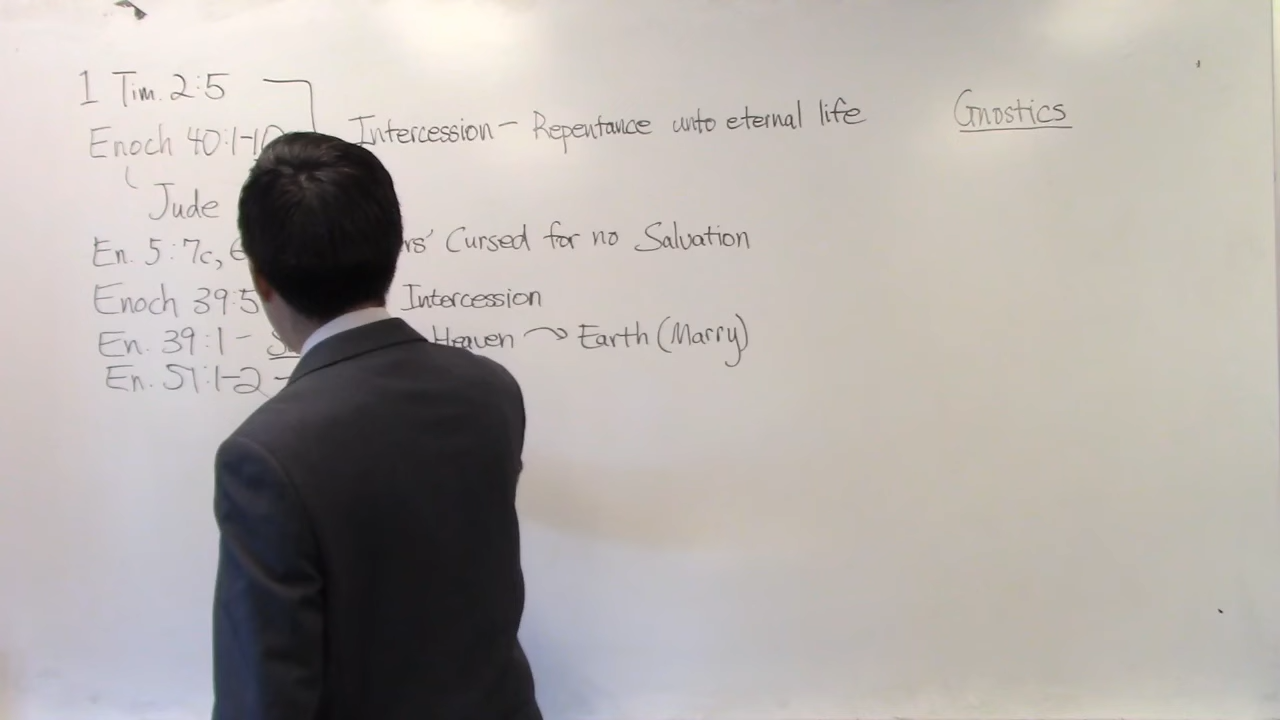 1 Tim. 2:5
Enoch 40:1-10 Intercession - Repentance unto eternal life
Gnostics
Jude
En. 5:7c, Cursed for no Salvation
Enoch 39:5 Intercession
En. 39:1 - Heaven → Earth (Marry)
En. 51:1-2 -